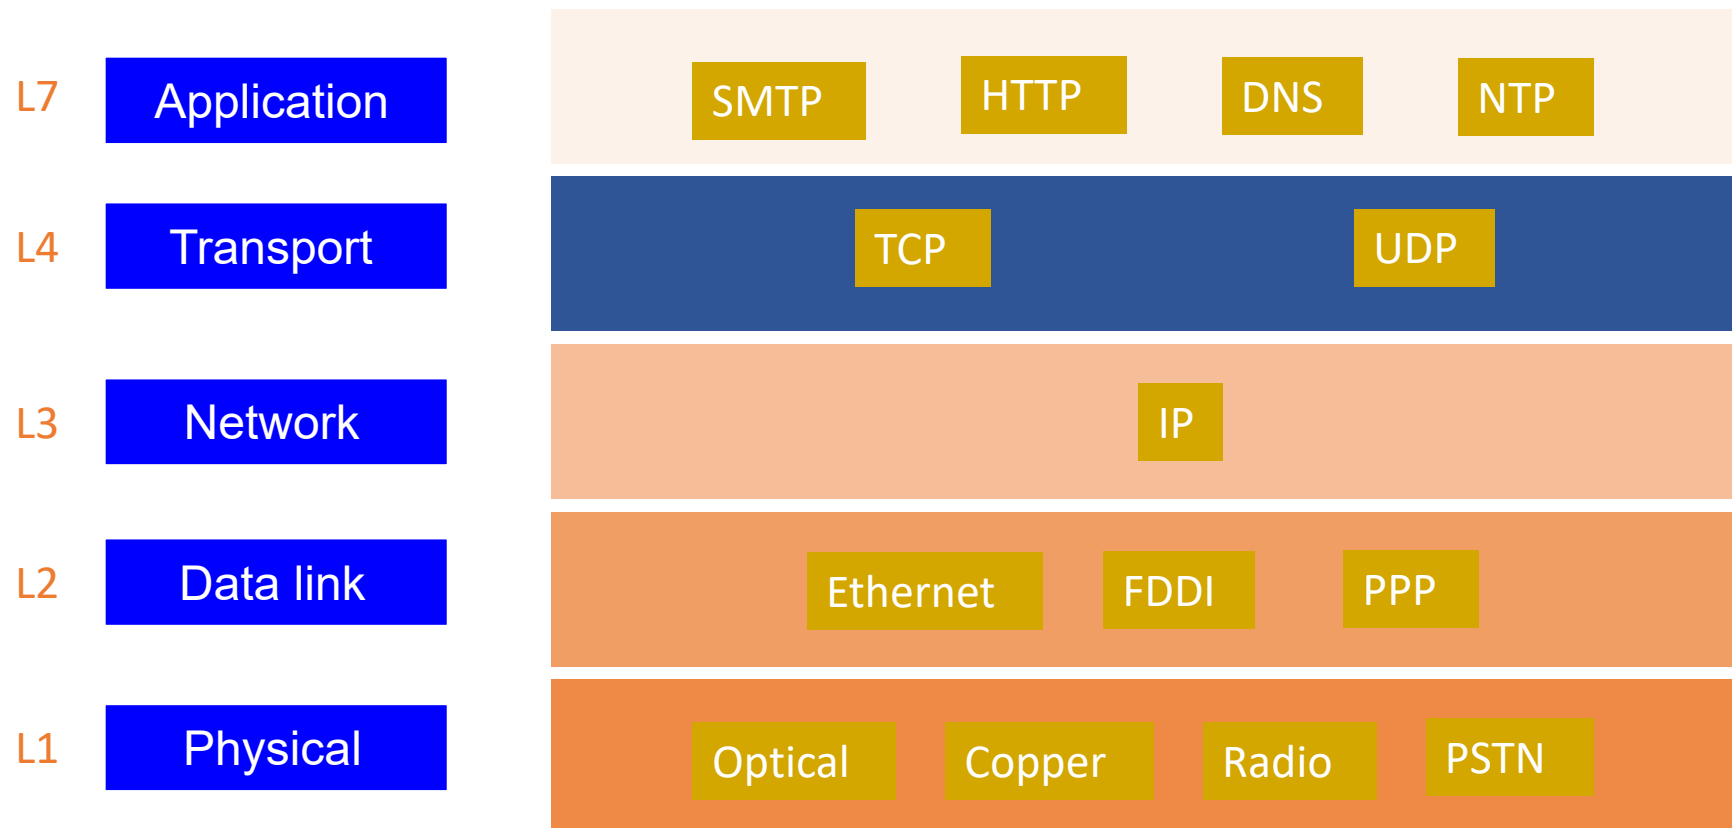 L7 Application SMTP HTTP DNS NTP
L4 Transport TCP UDP
L3 Network IP
L2 Data link Ethernet FDDI PPP
L1 Physical Optical Copper Radio PSTN